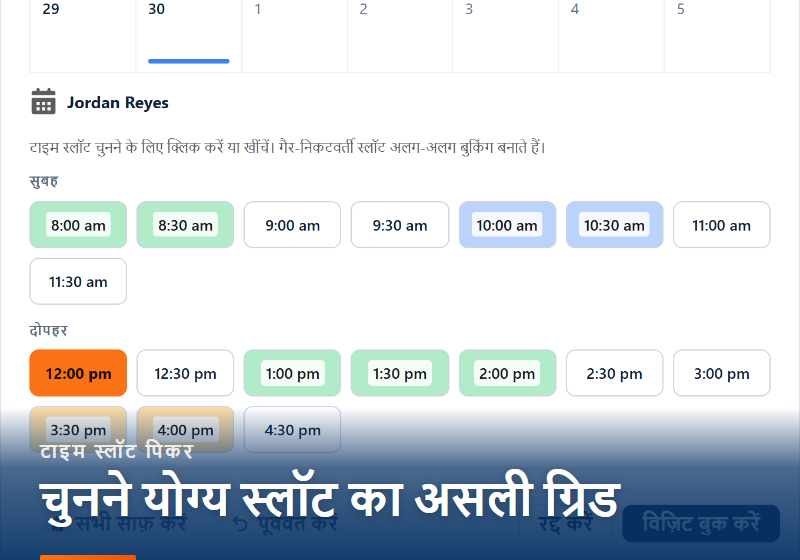 29 30 1 2 3 4 5
Jordan Reyes
टाइम स्लॉट चुनने के लिए क्लिक करें या खींचें। गैर-निकटवर्ती स्लॉट अलग-अलग बुकिंग बनाते हैं।
सुबह
8:00 am 8:30 am 9:00 am 9:30 am 10:00 am 10:30 am 11:00 am
11:30 am
दोपहर
12:00 pm 12:30 pm 1:00 pm 1:30 pm 2:00 pm 2:30 pm 3:00 pm
3:30 pm 4:00 pm 4:30 pm
टाइम स्लॉट पिकर
चुनने योग्य स्लॉट का असली ग्रिड
सभी साफ़ करें पूर्ववत करें रद्द करें विज़िट बुक करें